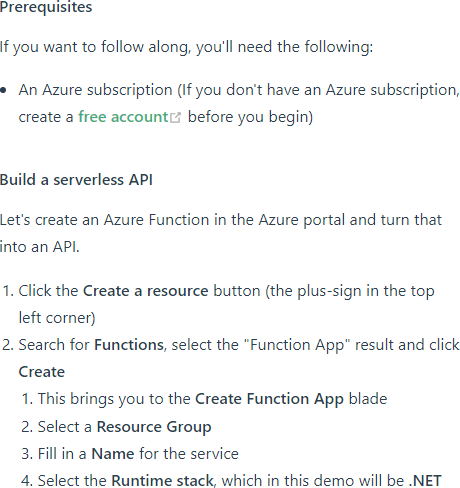 Prerequisites
If you want to follow along, you'll need the following:
• An Azure subscription (If you don't have an Azure subscription,
create a free account before you begin)
Build a serverless API
Let's create an Azure Function in the Azure portal and turn that
into an API.
1. Click the Create a resource button (the plus-sign in the top
left corner)
2. Search for Functions, select the "Function App" result and click
Create
1. This brings you to the Create Function App blade
2. Select a Resource Group
3. Fill in a Name for the service
4. Select the Runtime stack, which in this demo will be .NET